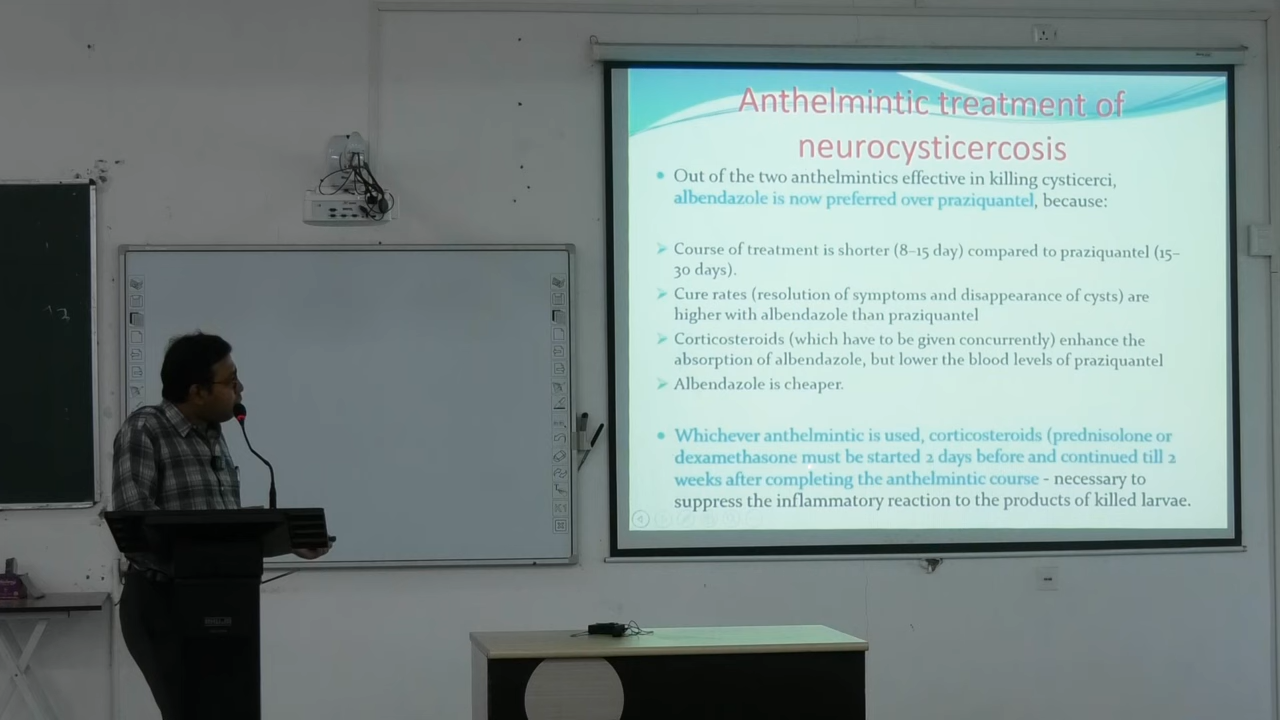 Anthelmintic treatment of
neurocysticercosis
• Out of the two anthelmintics effective in killing cysticerci,
albendazole is now preferred over praziquantel, because:
➢ Course of treatment is shorter (8–15 day) compared to praziquantel (15–
30 days).
➢ Cure rates (resolution of symptoms and disappearance of cysts) are
higher with albendazole than praziquantel
➢ Corticosteroids (which have to be given concurrently) enhance the
absorption of albendazole, but lower the blood levels of praziquantel
➢ Albendazole is cheaper.
• Whichever anthelmintic is used, corticosteroids (prednisolone or
dexamethasone must be started 2 days before and continued till 2
weeks after completing the anthelmintic course - necessary to
suppress the inflammatory reaction to the products of killed larvae.